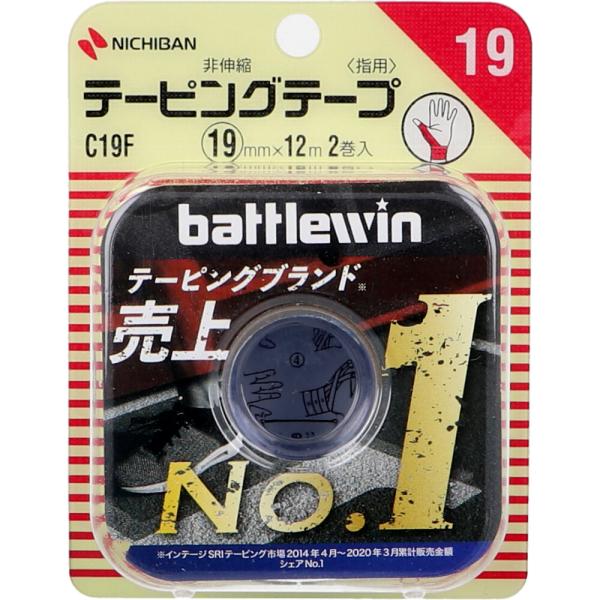 NICHIBAN
19
非伸縮 〈指用〉
テーピングテープ
C19F 19mm×12m 2巻入
battlewin
テーピングブランド※
売上
No.1
④
※インテージSRIテーピング市場2014年4月〜2020年3月累計販売金額
シェアNo.1